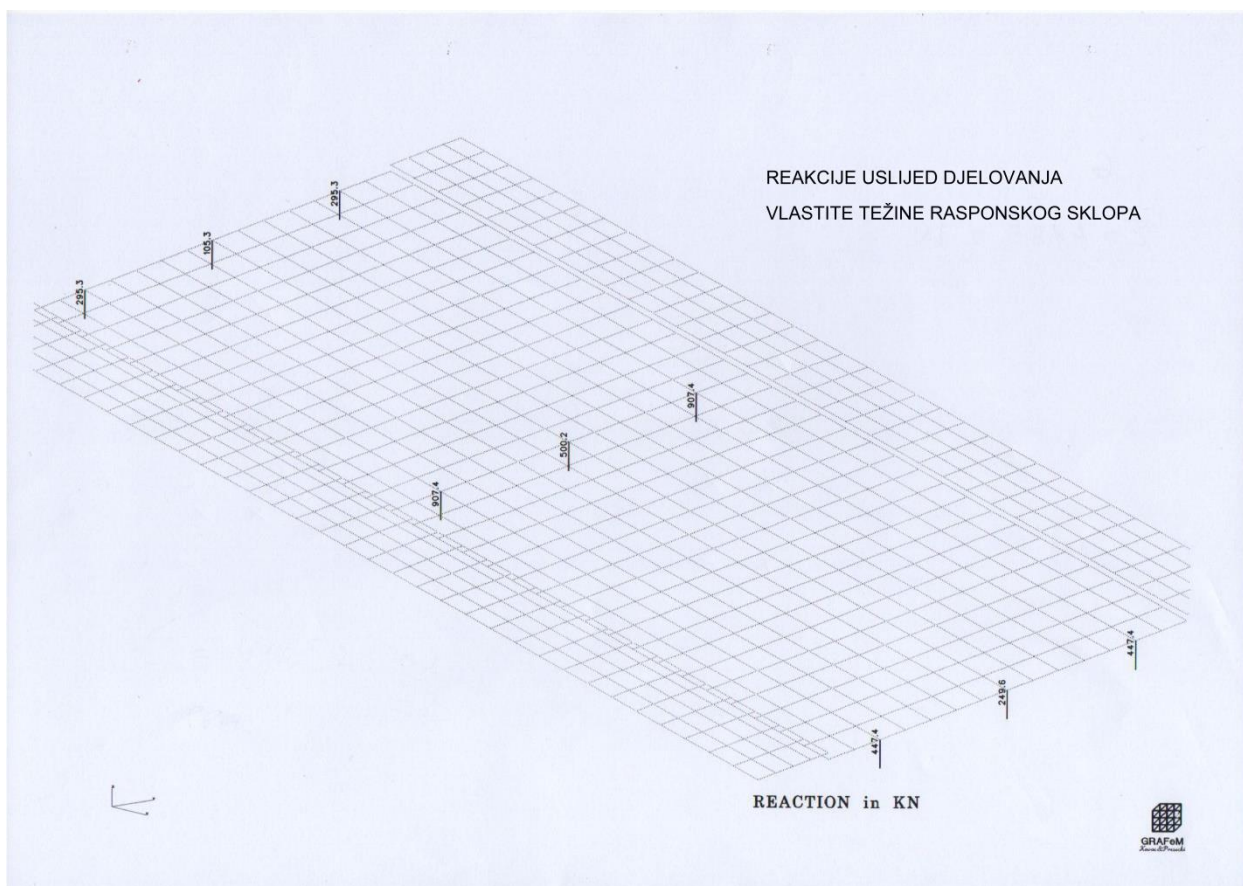 REAKCIJE USLIJED DJELOVANJA
VLASTITE TEŽINE RASPONSKOG SKLOPA
295.3
105.3
295.3
907.4
500.2
907.4
447.4
249.6
447.4
REACTION in KN
GRAFeM